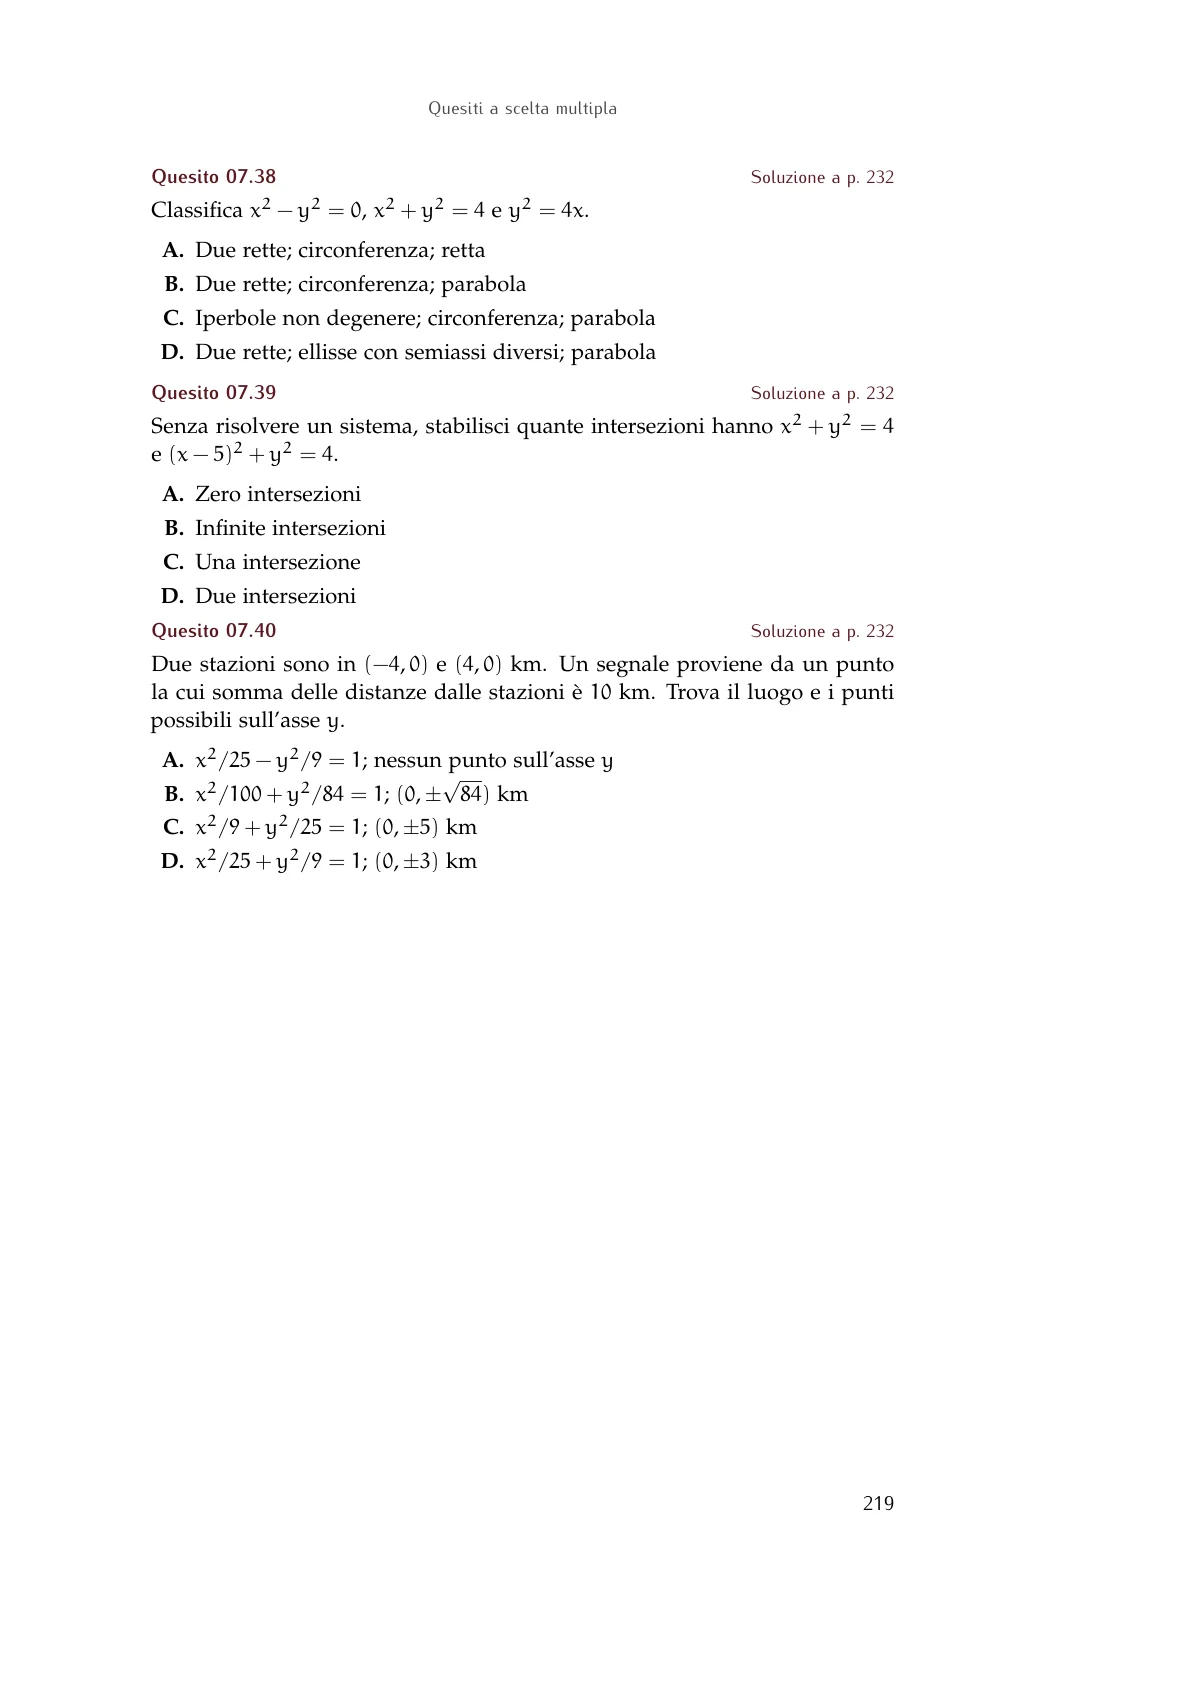 Quesiti a scelta multipla
Quesito 07.38 Soluzione a p. 232
Classifica x² − y² = 0, x² + y² = 4 e y² = 4x.
A. Due rette; circonferenza; retta
B. Due rette; circonferenza; parabola
C. Iperbole non degenere; circonferenza; parabola
D. Due rette; ellisse con semiassi diversi; parabola
Quesito 07.39 Soluzione a p. 232
Senza risolvere un sistema, stabilisci quante intersezioni hanno x² + y² = 4
e (x − 5)² + y² = 4.
A. Zero intersezioni
B. Infinite intersezioni
C. Una intersezione
D. Due intersezioni
Quesito 07.40 Soluzione a p. 232
Due stazioni sono in (−4, 0) e (4, 0) km. Un segnale proviene da un punto
la cui somma delle distanze dalle stazioni è 10 km. Trova il luogo e i punti
possibili sull'asse y.
A. x²/25 − y²/9 = 1; nessun punto sull'asse y
B. x²/100 + y²/84 = 1; (0, ±√84) km
C. x²/9 + y²/25 = 1; (0, ±5) km
D. x²/25 + y²/9 = 1; (0, ±3) km
219